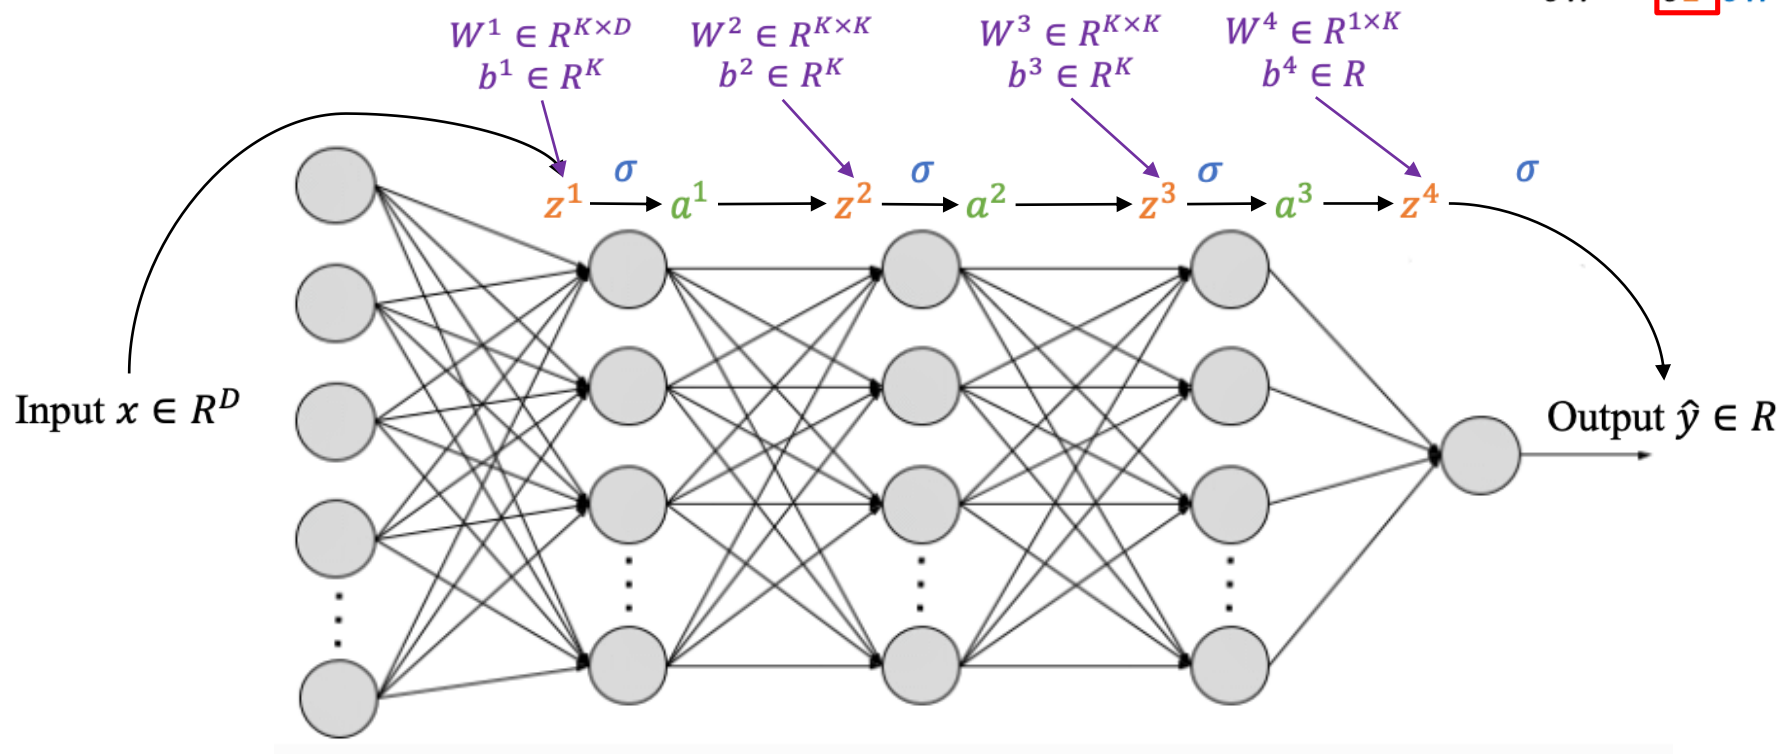 W¹ ∈ R^{K×D}
b¹ ∈ R^K
W² ∈ R^{K×K}
b² ∈ R^K
W³ ∈ R^{K×K}
b³ ∈ R^K
W⁴ ∈ R^{1×K}
b⁴ ∈ R
σ σ σ σ
z¹ a¹ z² a² z³ a³ z⁴
Input x ∈ R^D
Output ŷ ∈ R